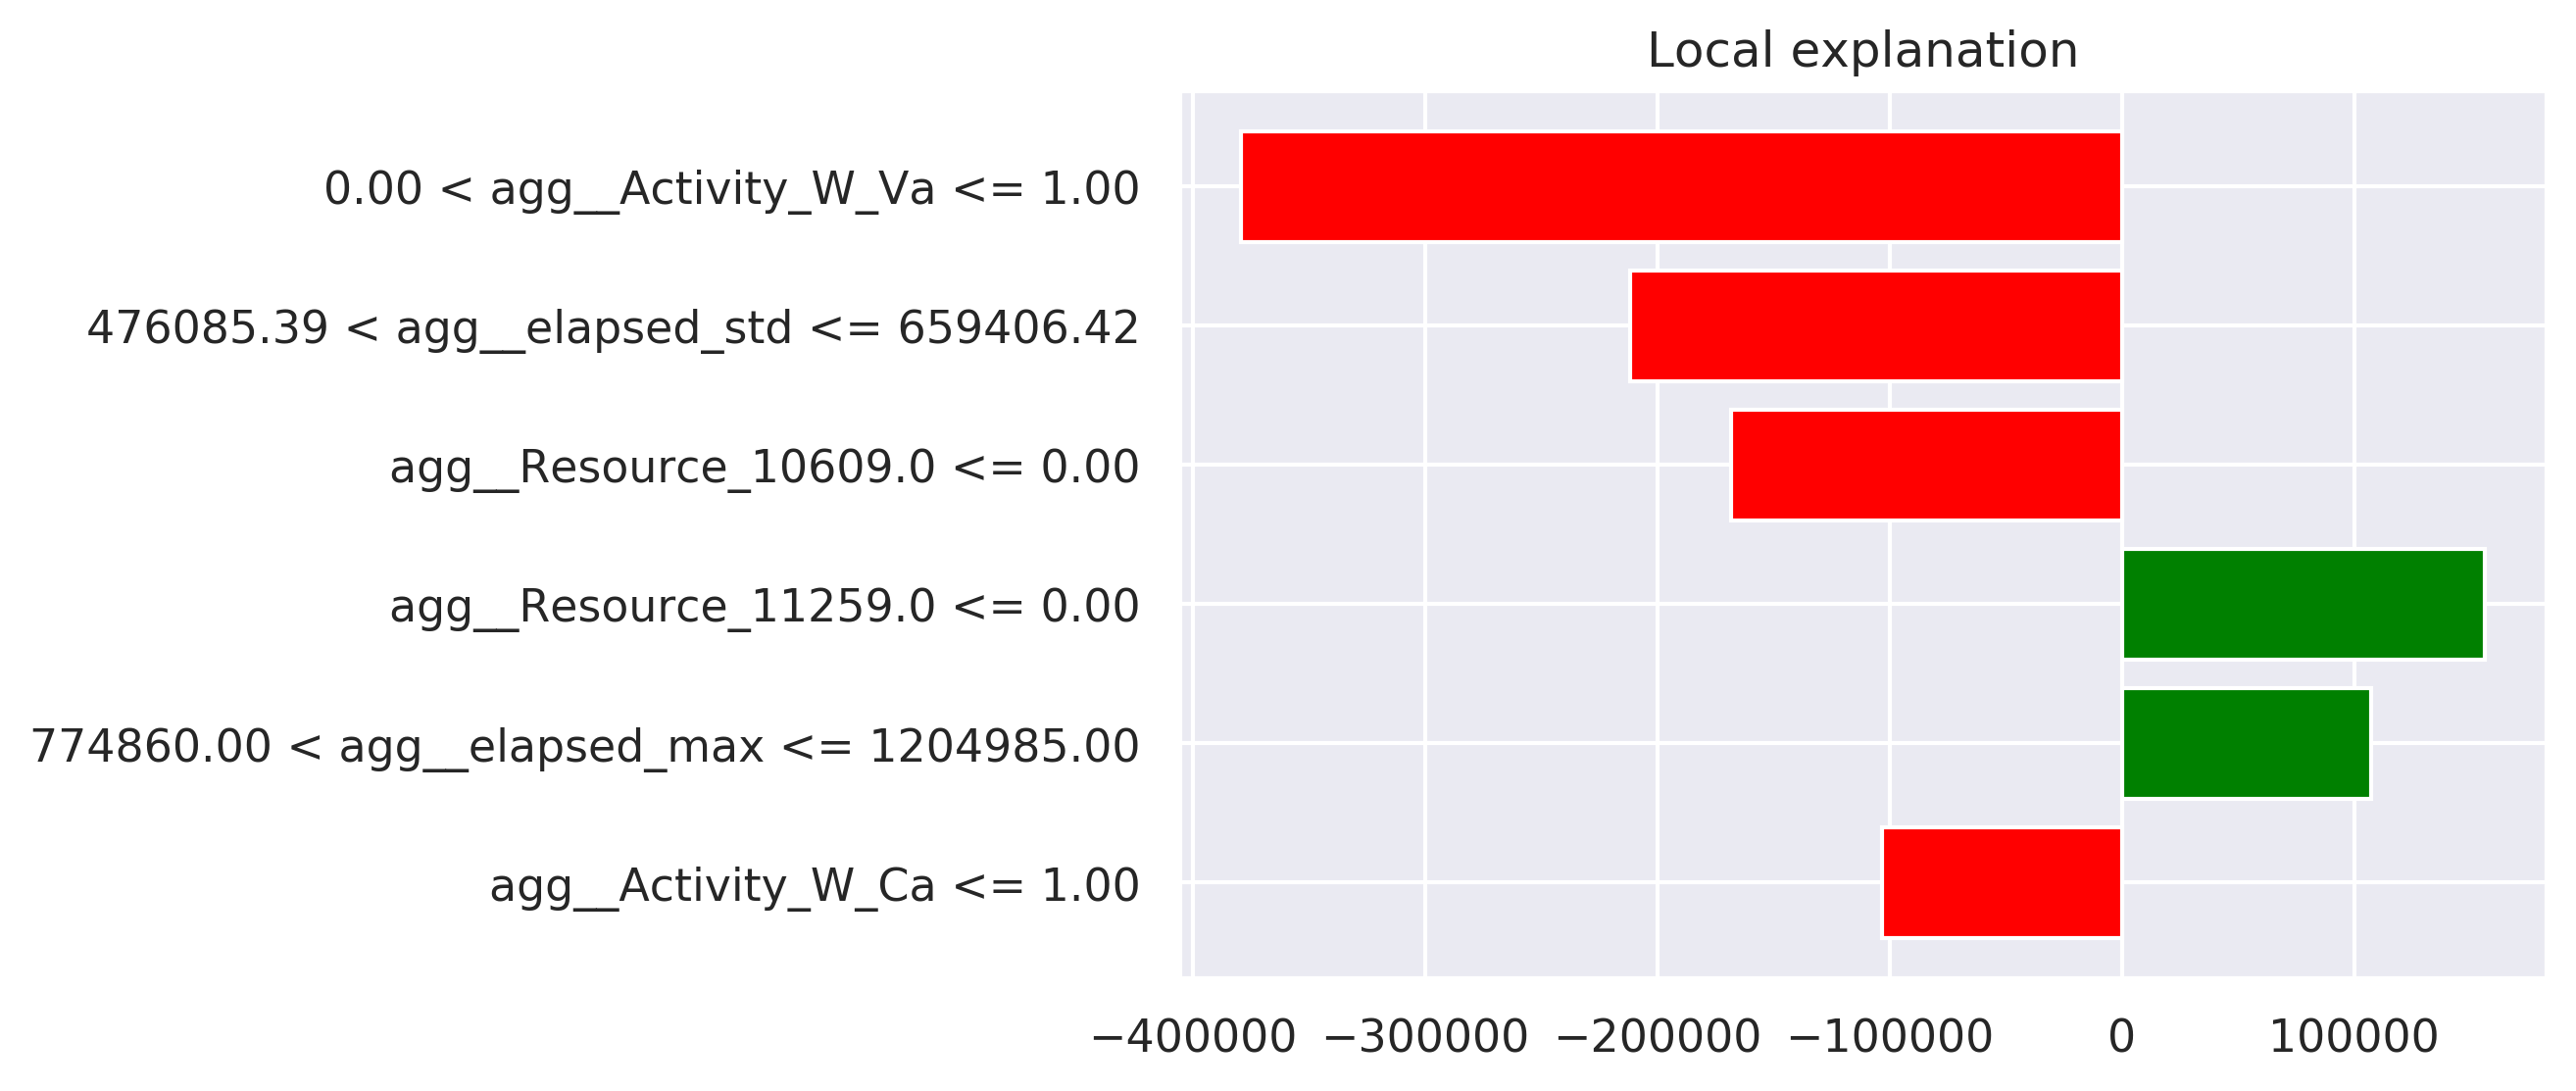 Local explanation
0.00 < agg__Activity_W_Va <= 1.00
476085.39 < agg__elapsed_std <= 659406.42
agg__Resource_10609.0 <= 0.00
agg__Resource_11259.0 <= 0.00
774860.00 < agg__elapsed_max <= 1204985.00
agg__Activity_W_Ca <= 1.00
−400000 −300000 −200000 −100000 0 100000